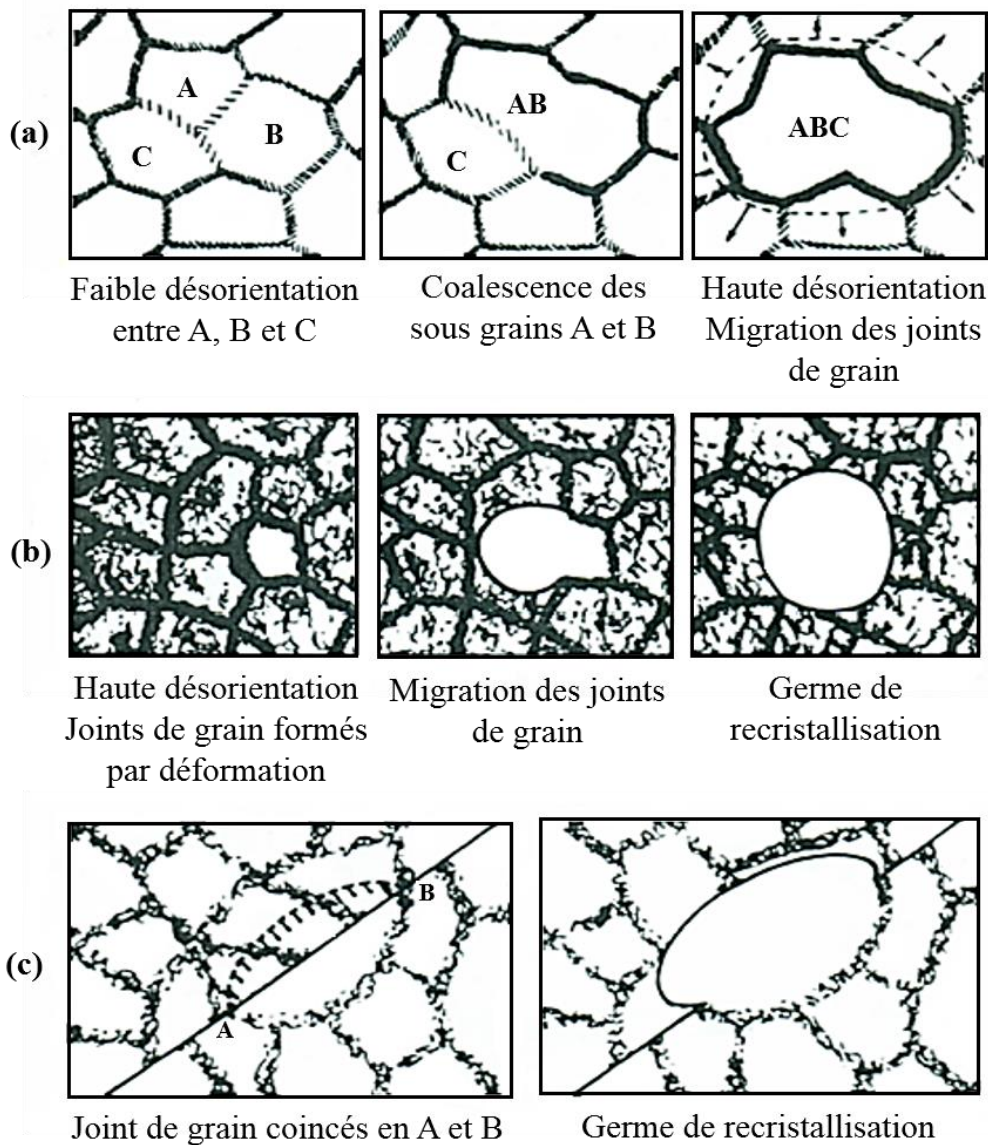 (a)
A
B
C
AB
C
ABC
Faible désorientation
entre A, B et C
Coalescence des
sous grains A et B
Haute désorientation
Migration des joints
de grain
(b)
Haute désorientation
Joints de grain formés
par déformation
Migration des joints
de grain
Germe de
recristallisation
(c)
B
A
Joint de grain coincés en A et B
Germe de recristallisation